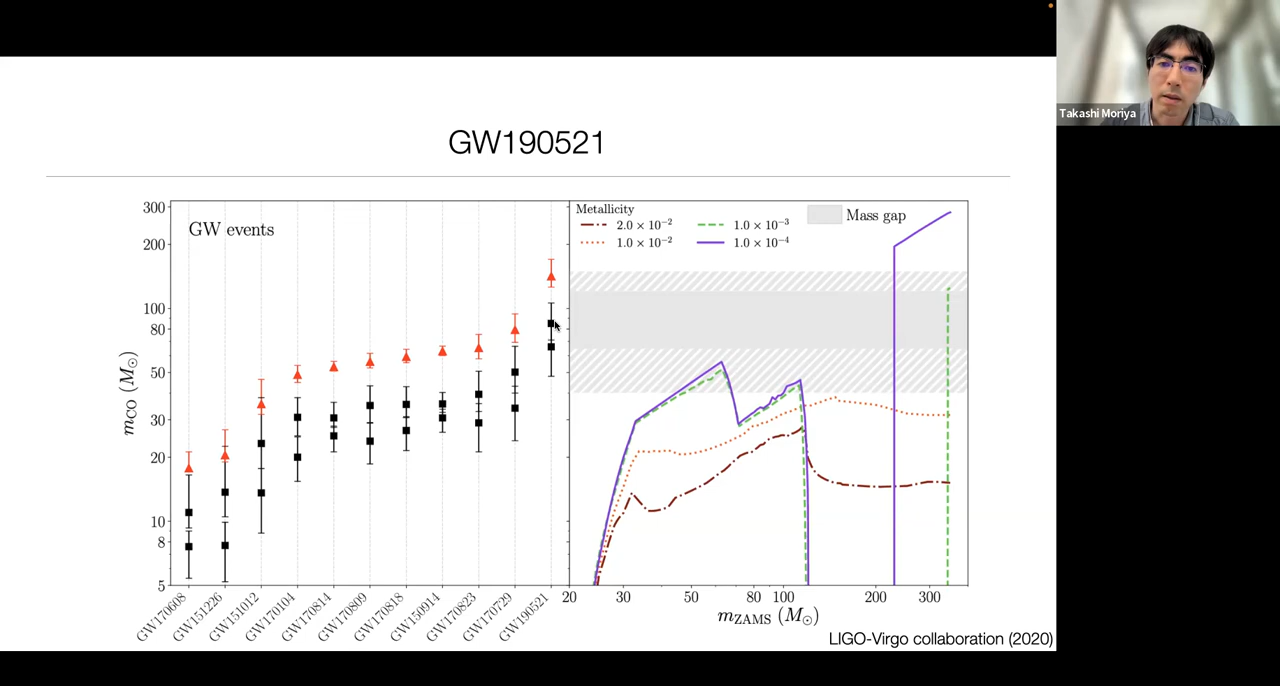 Takashi Moriya
GW190521
GW events
Metallicity
2.0 × 10⁻²
1.0 × 10⁻²
1.0 × 10⁻³
1.0 × 10⁻⁴
Mass gap
m_CO (M_⊙)
300
200
100
80
50
30
20
10
8
5
GW170608
GW151226
GW151012
GW170104
GW170814
GW170809
GW170818
GW150914
GW170823
GW170729
GW190521
20
30
50
80
100
200
300
m_ZAMS (M_⊙)
LIGO-Virgo collaboration (2020)